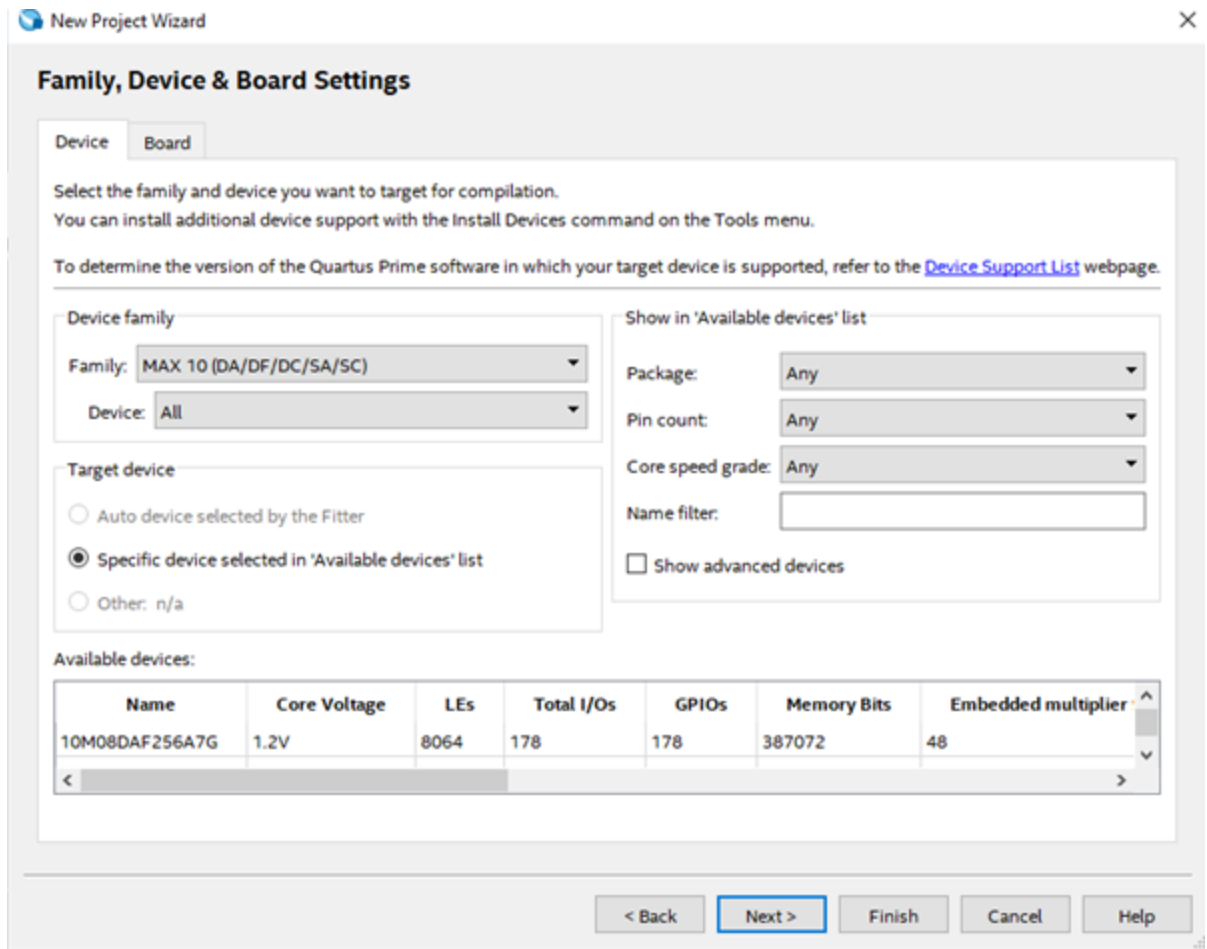 New Project Wizard
Family, Device & Board Settings
Device Board
Select the family and device you want to target for compilation.
You can install additional device support with the Install Devices command on the Tools menu.
To determine the version of the Quartus Prime software in which your target device is supported, refer to the Device Support List webpage.
Device family
Family: MAX 10 (DA/DF/DC/SA/SC)
Device: All
Show in 'Available devices' list
Package: Any
Pin count: Any
Core speed grade: Any
Name filter:
Show advanced devices
Target device
Auto device selected by the Fitter
Specific device selected in 'Available devices' list
Other: n/a
Available devices:
Name Core Voltage LEs Total I/Os GPIOs Memory Bits Embedded multiplier
10M08DAF256A7G 1.2V 8064 178 178 387072 48
< Back Next > Finish Cancel Help